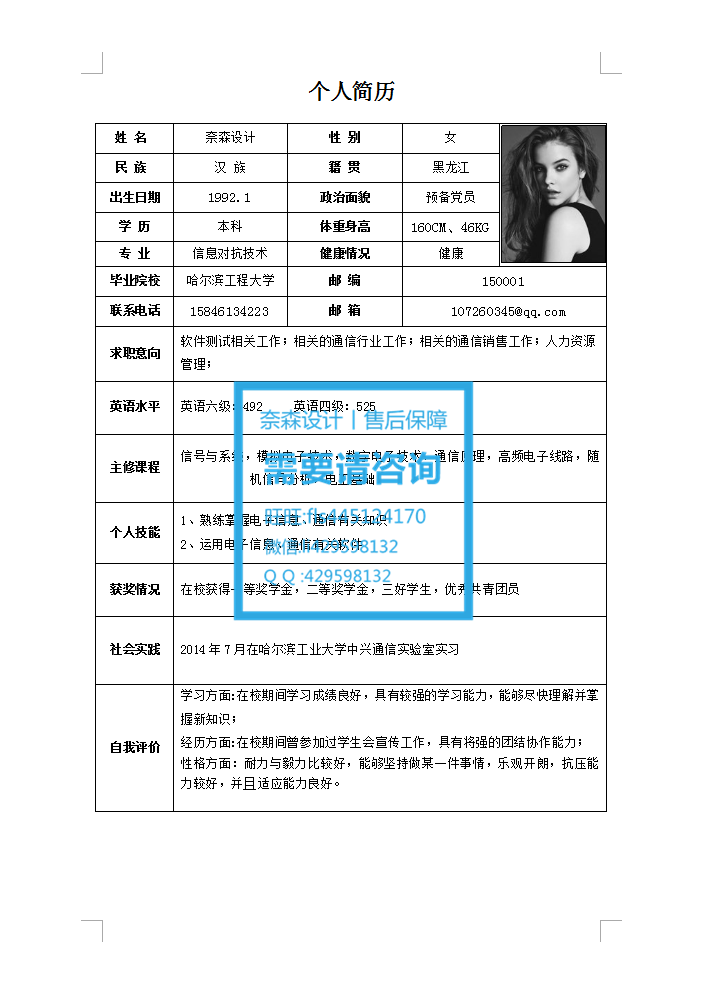 个人简历
姓 名 奈森设计 性 别 女
民 族 汉 族 籍 贯 黑龙江
出生日期 1992.1 政治面貌 预备党员
学 历 本科 体重身高 160CM、46KG
专 业 信息对抗技术 健康情况 健康
毕业院校 哈尔滨工程大学 邮 编 150001
联系电话 15846134223 邮 箱 107260345@qq.com
求职意向 软件测试相关工作；相关的通信行业工作；相关的通信销售工作；人力资源
管理；
英语水平 英语六级：492 英语四级：525
奈森设计丨售后保障
主修课程 信号与系统，模拟电子技术，数字电子技术，通信原理，高频电子线路，随
机信号分析，电工基础
需要请咨询
个人技能 1、熟练掌握电子信息、通信有关知识
旺旺:fls445124170
2、运用电子信息、通信有关软件
微信:lf429598132
ＱＱ:429598132
获奖情况 在校获得一等奖学金，二等奖学金，三好学生，优秀共青团员
社会实践 2014 年 7 月在哈尔滨工业大学中兴通信实验室实习
自我评价 学习方面:在校期间学习成绩良好，具有较强的学习能力，能够尽快理解并掌
握新知识；
经历方面:在校期间曾参加过学生会宣传工作，具有将强的团结协作能力；
性格方面：耐力与毅力比较好，能够坚持做某一件事情，乐观开朗，抗压能
力较好，并且适应能力良好。